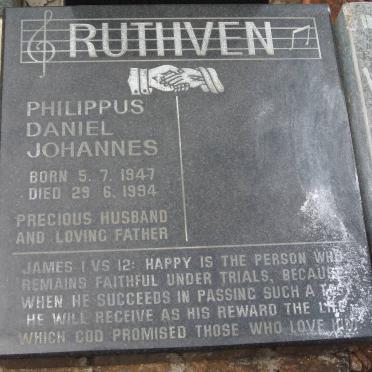 RUTHVEN
PHILIPPUS
DANIEL
JOHANNES
BORN 5. 7. 1947
DIED 29 6. 1994
PRECIOUS HUSBAND
AND LOVING FATHER
JAMES I VS 12: HAPPY IS THE PERSON WHO
REMAINS FAITHFUL UNDER TRIALS, BECAUSE
WHEN HE SUCCEEDS IN PASSING SUCH A
HE WILL RECEIVE AS HIS REWARD THE
WHICH GOD PROMISED THOSE WHO LOVE